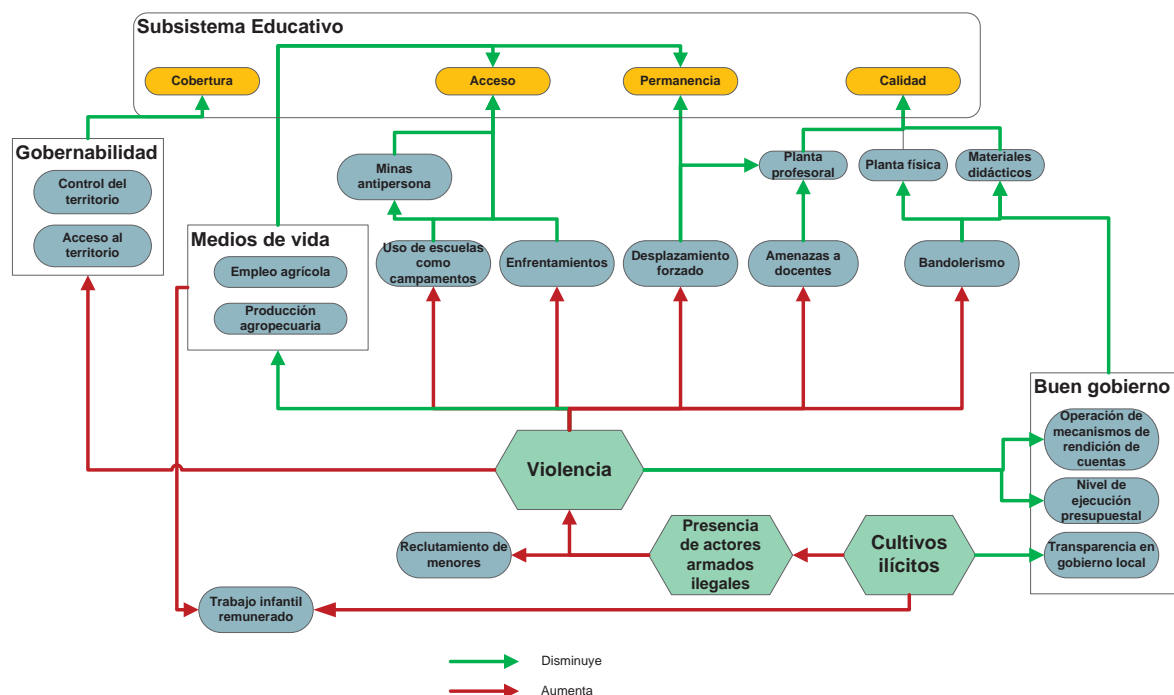 Subsistema Educativo
Cobertura
Acceso
Permanencia
Calidad
Gobernabilidad
Control del
territorio
Acceso al
territorio
Medios de vida
Empleo agrícola
Producción
agropecuaria
Minas
antipersona
Planta
profesoral
Planta física
Materiales
didácticos
Uso de escuelas
como
campamentos
Enfrentamientos
Desplazamiento
forzado
Amenazas a
docentes
Bandolerismo
Buen gobierno
Operación de
mecanismos de
rendición de
cuentas
Nivel de
ejecución
presupuestal
Transparencia en
gobierno local
Violencia
Reclutamiento de
menores
Presencia
de actores
armados
ilegales
Cultivos
ilícitos
Trabajo infantil
remunerado
Disminuye
Aumenta